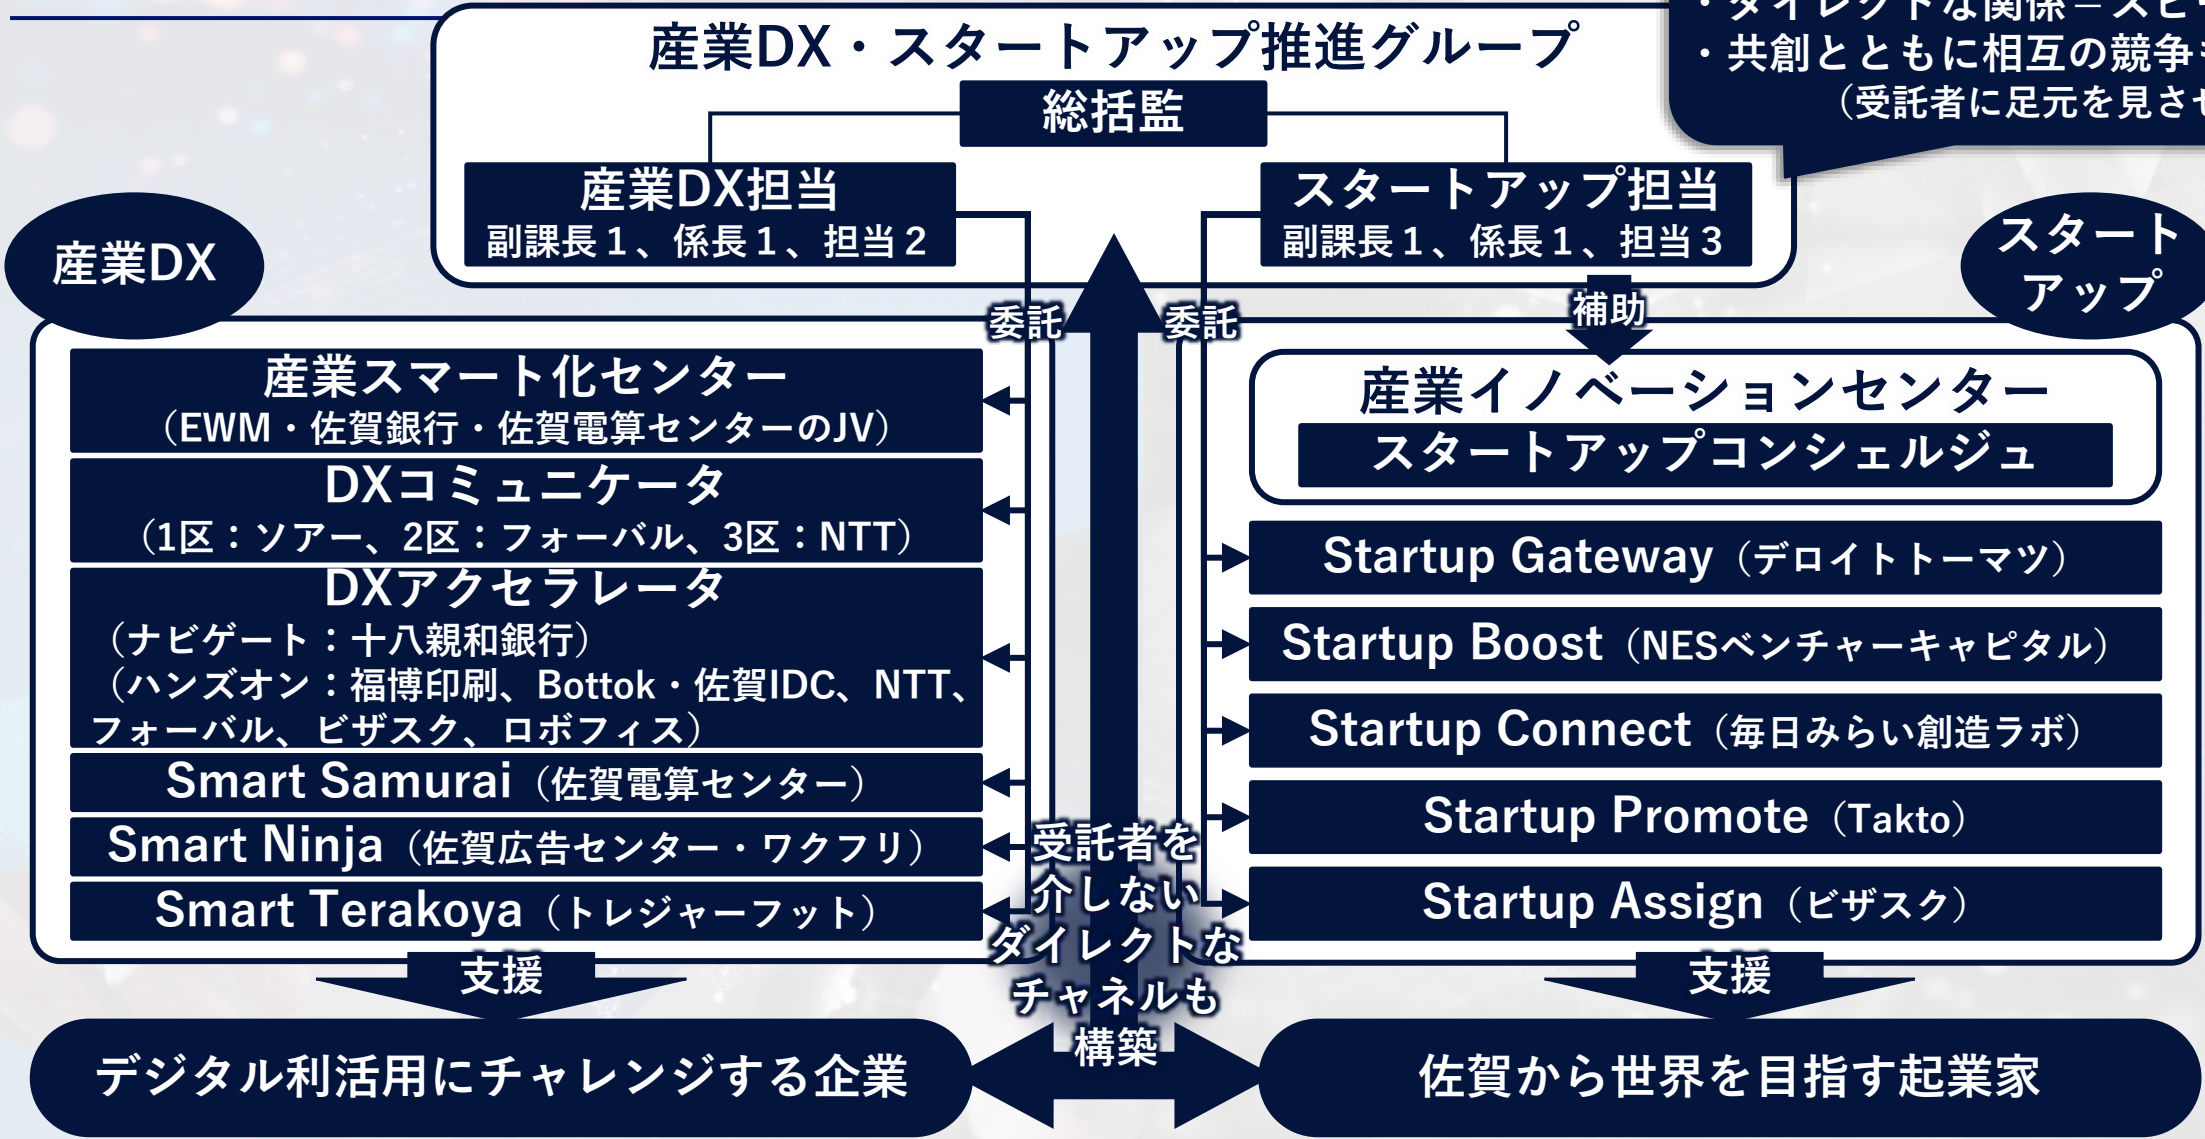 産業DX・スタートアップ推進グループ
総括監
・ダイレクトな関係＝スピ
・共創とともに相互の競争
（受託者に足元を見させ
産業DX担当
副課長１、係長１、担当２
スタートアップ担当
副課長１、係長１、担当３
産業DX
スタート
アップ
委託
委託
補助
産業スマート化センター
（EWM・佐賀銀行・佐賀電算センターのJV）
DXコミュニケータ
（1区：ソアー、2区：フォーバル、3区：NTT）
DXアクセラレータ
（ナビゲート：十八親和銀行）
（ハンズオン：福博印刷、Bottok・佐賀IDC、NTT、
フォーバル、ビザスク、ロボフィス）
Smart Samurai（佐賀電算センター）
Smart Ninja（佐賀広告センター・ワクフリ）
Smart Terakoya（トレジャーフット）
支援
デジタル利活用にチャレンジする企業
受託者を
介しない
ダイレクトな
チャネルも
構築
産業イノベーションセンター
スタートアップコンシェルジュ
Startup Gateway（デロイトトーマツ）
Startup Boost（NESベンチャーキャピタル）
Startup Connect（毎日みらい創造ラボ）
Startup Promote（Takto）
Startup Assign（ビザスク）
支援
佐賀から世界を目指す起業家